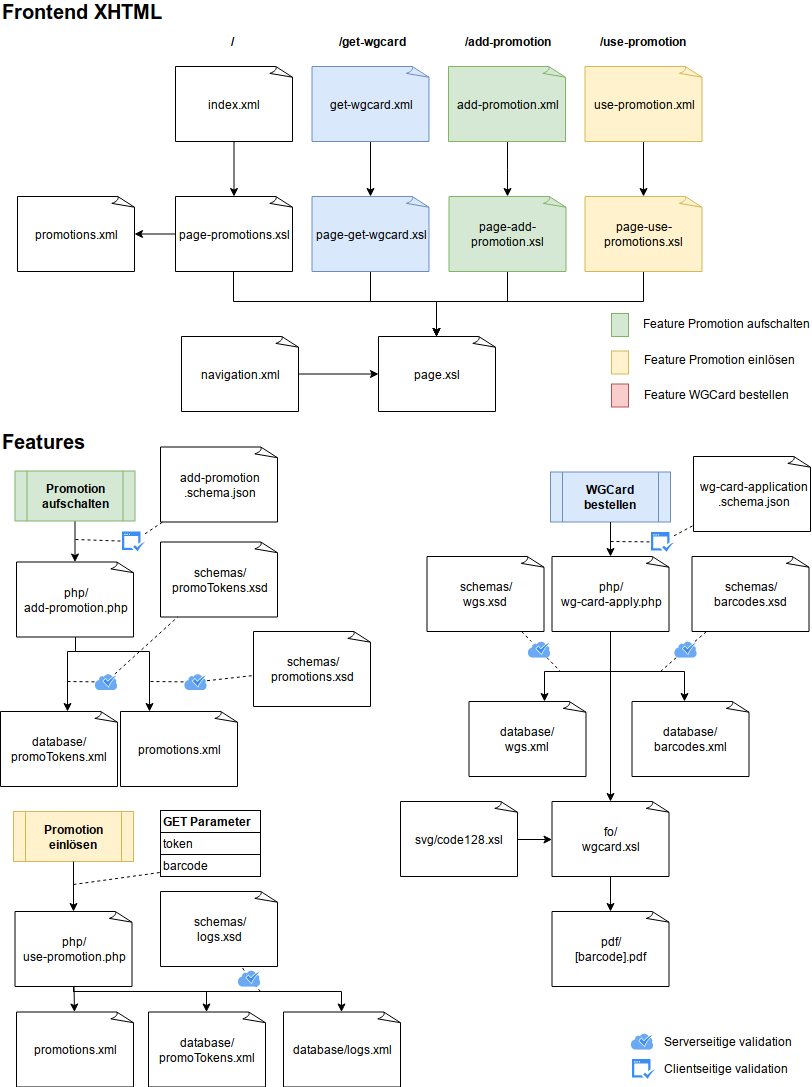 Frontend XHTML
/
/get-wgcard
/add-promotion
/use-promotion
index.xml
get-wgcard.xml
add-promotion.xml
use-promotion.xml
promotions.xml
page-promotions.xsl
page-get-wgcard.xsl
page-add-
promotion.xsl
page-use-
promotions.xsl
navigation.xml
page.xsl
Feature Promotion aufschalten
Feature Promotion einlösen
Feature WGCard bestellen
Features
Promotion
aufschalten
add-promotion
.schema.json
schemas/
promoTokens.xsd
php/
add-promotion.php
schemas/
promotions.xsd
database/
promoTokens.xml
promotions.xml
WGCard
bestellen
wg-card-application
.schema.json
schemas/
wgs.xsd
php/
wg-card-apply.php
schemas/
barcodes.xsd
database/
wgs.xml
database/
barcodes.xml
svg/code128.xsl
fo/
wgcard.xsl
pdf/
[barcode].pdf
Promotion
einlösen
GET Parameter
token
barcode
schemas/
logs.xsd
php/
use-promotion.php
promotions.xml
database/
promoTokens.xml
database/logs.xml
Serverseitige validation
Clientseitige validation